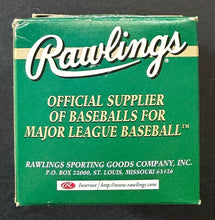 Rawlings
OFFICIAL SUPPLIER
OF BASEBALLS FOR
MAJOR LEAGUE BASEBALL™
RAWLINGS SPORTING GOODS COMPANY, INC.
P.O. BOX 22000, ST. LOUIS, MISSOURI 63126
Internet http://www.rawlings.com